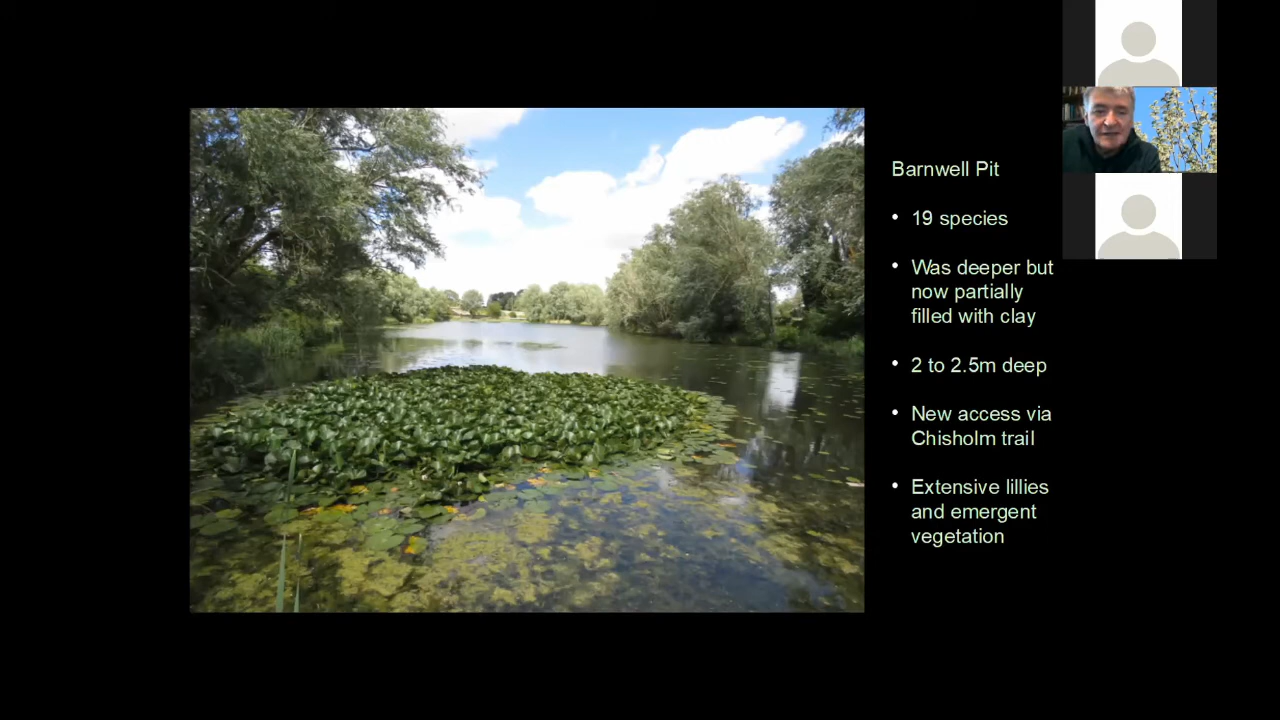 Barnwell Pit
• 19 species
• Was deeper but
now partially
filled with clay
• 2 to 2.5m deep
• New access via
Chisholm trail
• Extensive lillies
and emergent
vegetation